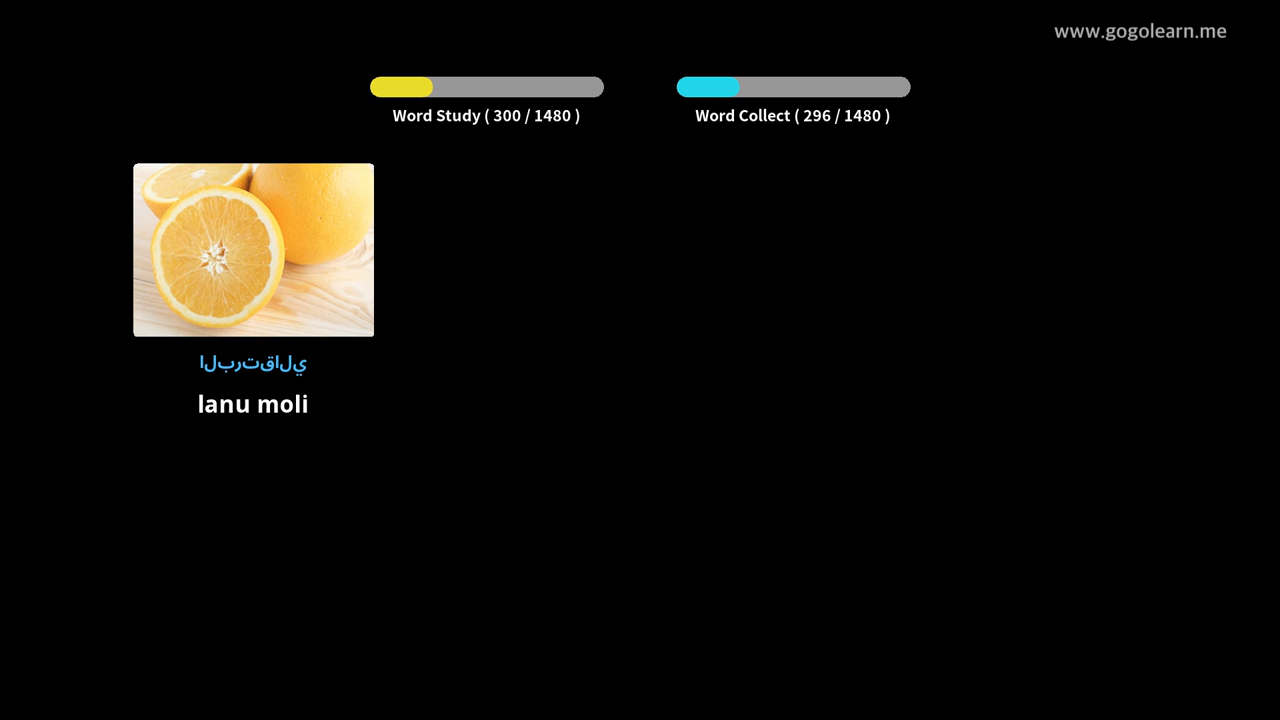 www.gogolearn.me
Word Study ( 300 / 1480 )
Word Collect ( 296 / 1480 )
البرتقالي
lanu moli